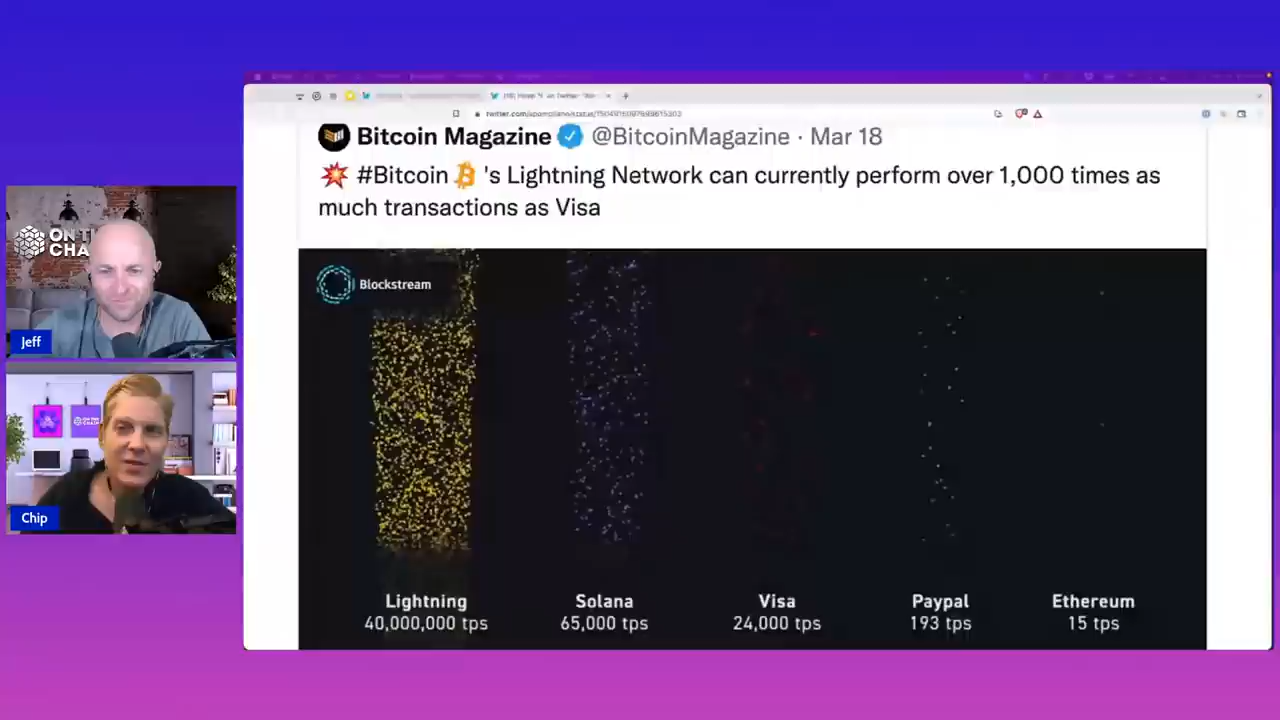 Bitcoin Magazine @BitcoinMagazine · Mar 18
#Bitcoin 's Lightning Network can currently perform over 1,000 times as
much transactions as Visa
Blockstream
Lightning
40,000,000 tps
Solana
65,000 tps
Visa
24,000 tps
Paypal
193 tps
Ethereum
15 tps
Jeff
Chip